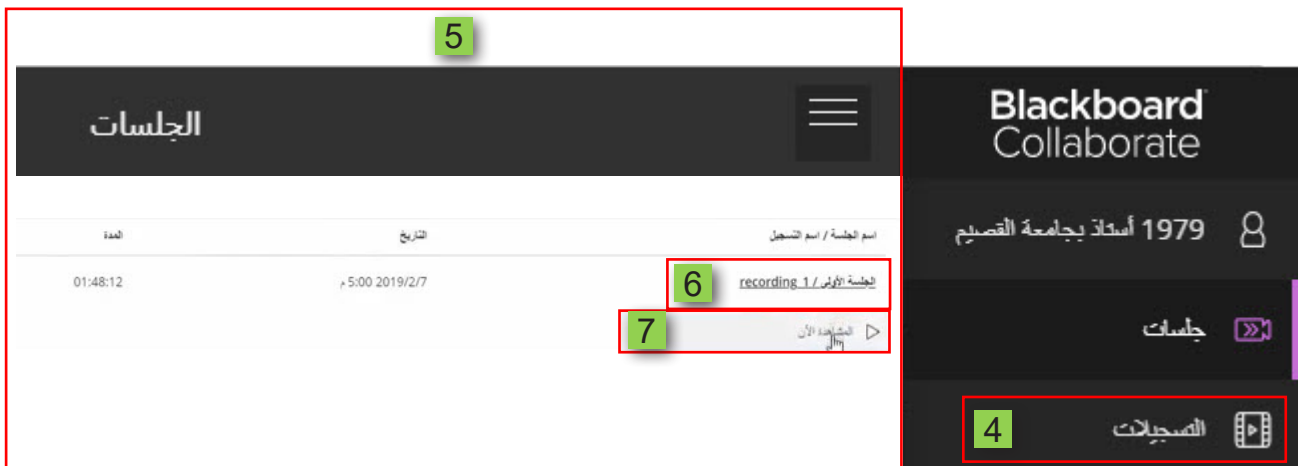 5
Blackboard
Collaborate
الجلسات
1979 أستاذ بجامعة القصيم
اسم الجلسة / اسم التسجيل
التاريخ
المدة
الجلسة الأولى / recording_1
6
2019/2/7 5:00 م
01:48:12
المشاهدة الآن
7
جلسات
التسجيلات
4